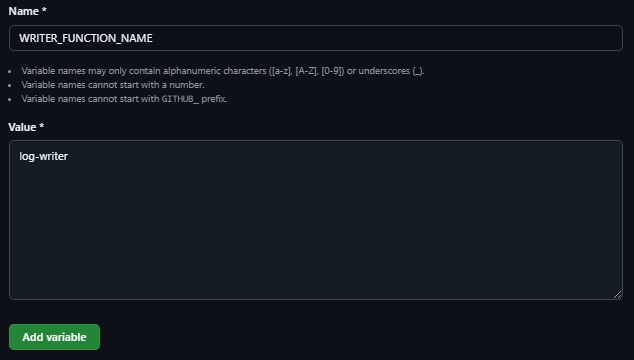 Name *
WRITER_FUNCTION_NAME
Variable names may only contain alphanumeric characters ([a-z], [A-Z], [0-9]) or underscores (_).
Variable names cannot start with a number.
Variable names cannot start with GITHUB_ prefix.
Value *
log-writer
Add variable